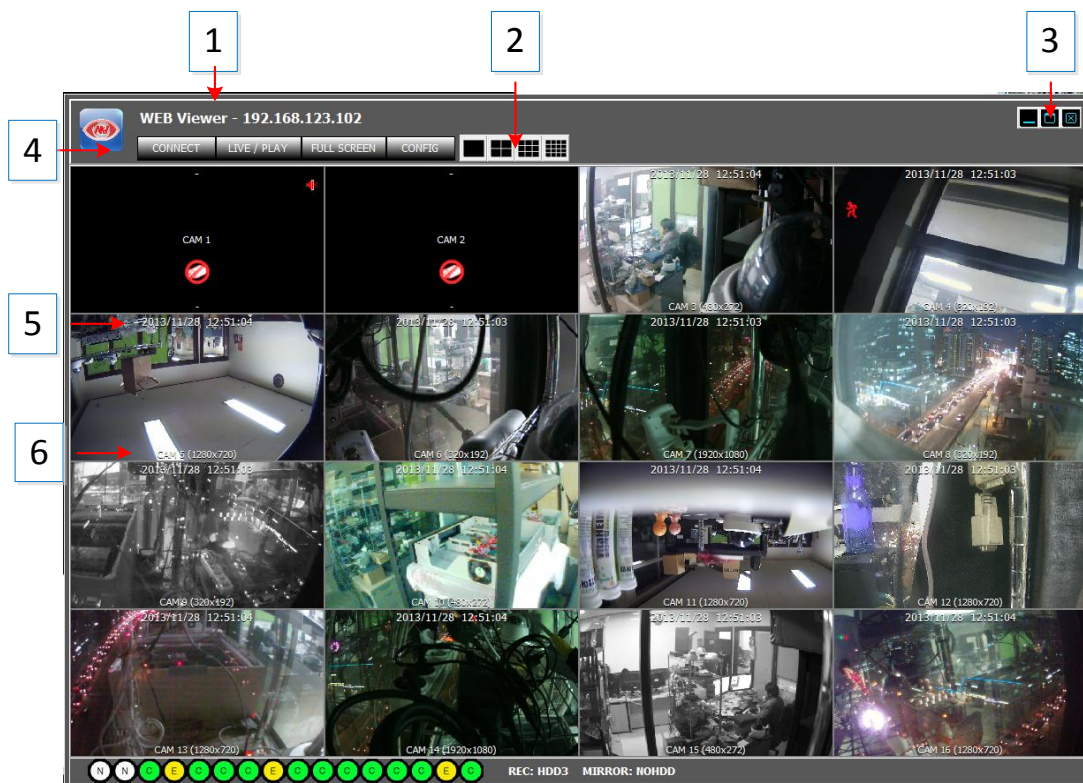 1
2
3
WEB Viewer - 192.168.123.102
4
CONNECT LIVE / PLAY FULL SCREEN CONFIG
2013/11/28 12:51:04
2013/11/28 12:51:03
CAM 1
CAM 2
CAM 3 (480x272)
CAM 4 (320x192)
5
2013/11/28 12:51:04
2013/11/28 12:51:03
2013/11/28 12:51:03
2013/11/28 12:51:03
6
CAM 5 (1280x720)
CAM 6 (320x192)
CAM 7 (1920x1080)
CAM 8 (320x192)
2013/11/28 12:51:03
2013/11/28 12:51:04
2013/11/28 12:51:04
2013/11/28 12:51:03
CAM 9 (320x192)
CAM 10 (480x272)
CAM 11 (1280x720)
CAM 12 (1280x720)
2013/11/28 12:51:04
2013/11/28 12:51:04
2013/11/28 12:51:03
2013/11/28 12:51:04
CAM 13 (1280x720)
CAM 14 (1920x1080)
CAM 15 (480x272)
CAM 16 (1280x720)
N N C E C C C E C C C C C C E C REC: HDD3 MIRROR: NOHDD